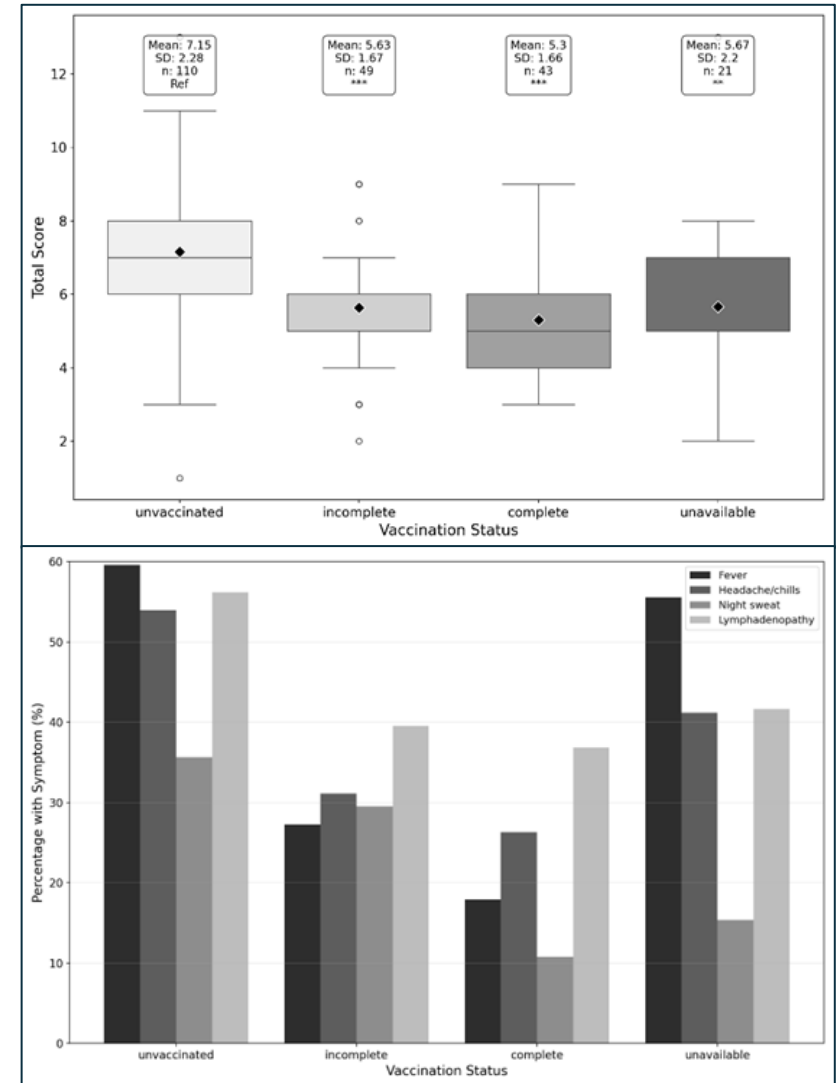 Mean: 7.15
SD: 2.28
n: 110
Ref
Mean: 5.63
SD: 1.67
n: 49
***
Mean: 5.3
SD: 1.66
n: 43
***
Mean: 5.67
SD: 2.2
n: 21
**
12
10
8
6
4
2
Total Score
unvaccinated incomplete complete unavailable
Vaccination Status
60
50
40
30
20
10
0
Percentage with Symptom (%)
Fever
Headache/chills
Night sweat
Lymphadenopathy
unvaccinated incomplete complete unavailable
Vaccination Status